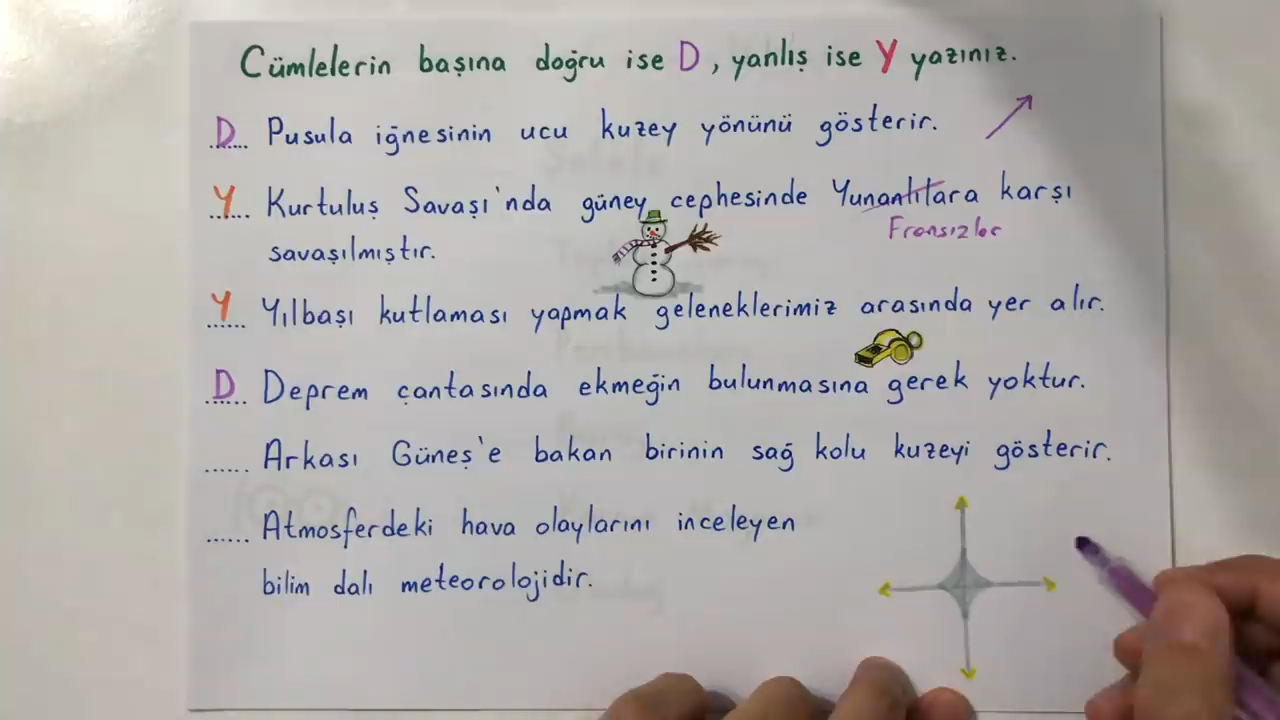 Cümlelerin başına doğru ise D, yanlış ise Y yazınız.
D Pusula iğnesinin ucu kuzey yönünü gösterir.
Y Kurtuluş Savaşı'nda güney cephesinde Yunanlılara karşı
Fransızlar
savaşılmıştır.
Y Yılbaşı kutlaması yapmak geleneklerimiz arasında yer alır.
D Deprem çantasında ekmeğin bulunmasına gerek yoktur.
...... Arkası Güneş'e bakan birinin sağ kolu kuzeyi gösterir.
...... Atmosferdeki hava olaylarını inceleyen
bilim dalı meteorolojidir.